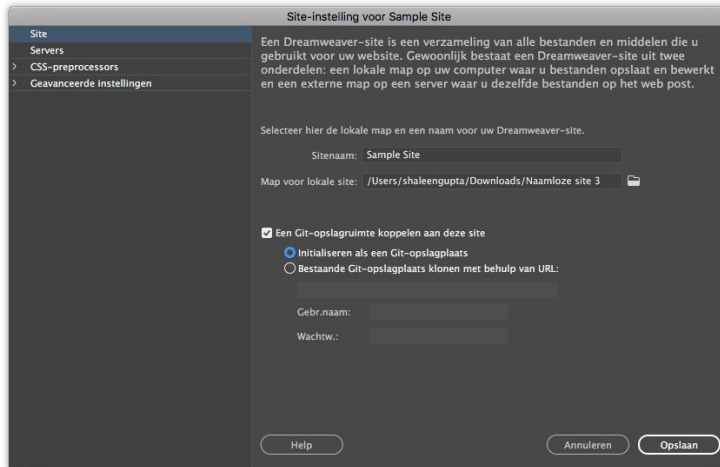 Site-instelling voor Sample Site
Site
Servers
CSS-preprocessors
Geavanceerde instellingen
Een Dreamweaver-site is een verzameling van alle bestanden en middelen die u
gebruikt voor uw website. Gewoonlijk bestaat een Dreamweaver-site uit twee
onderdelen: een lokale map op uw computer waar u bestanden opslaat en bewerkt
en een externe map op een server waar u dezelfde bestanden op het web post.
Selecteer hier de lokale map en een naam voor uw Dreamweaver-site.
Sitenaam: Sample Site
Map voor lokale site: /Users/shaleengupta/Downloads/Naamloze site 3
Een Git-opslagruimte koppelen aan deze site
Initialiseren als een Git-opslagplaats
Bestaande Git-opslagplaats klonen met behulp van URL:
Gebr.naam:
Wachtw.:
Help
Annuleren
Opslaan